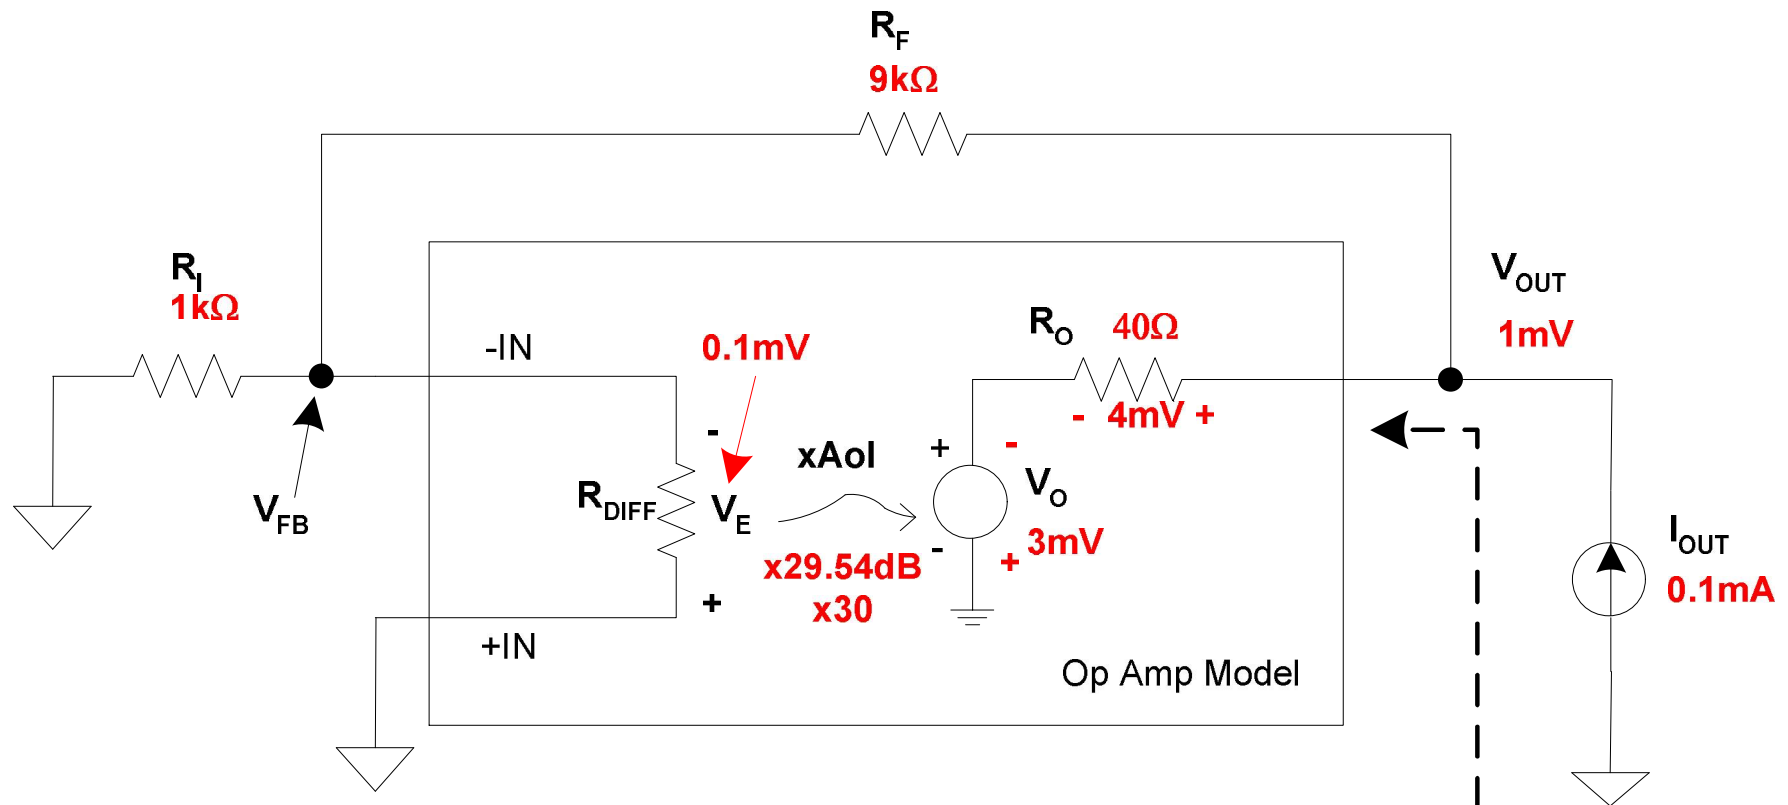 RF
9kΩ
RI
1kΩ
VOUT
1mV
-IN
0.1mV
RO
40Ω
- 4mV +
-
xAol
+
-
VFB
RDIFF
VE
VO
-
3mV
IOUT
0.1mA
x29.54dB
+
x30
+
+IN
Op Amp Model